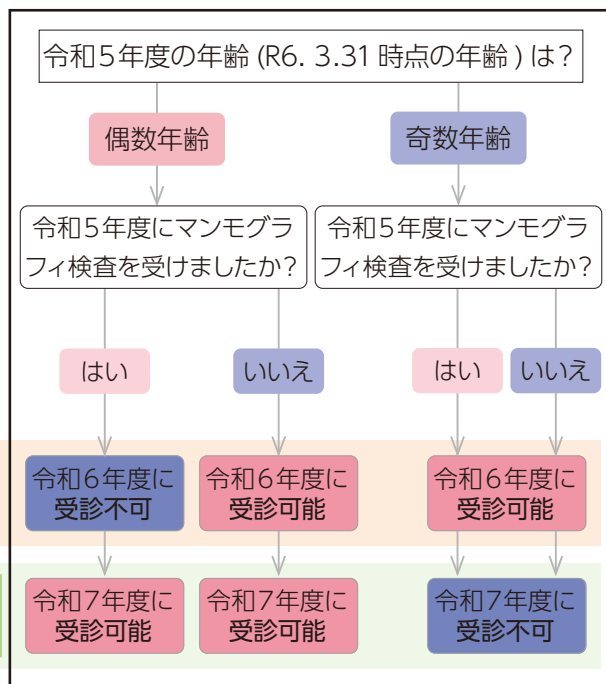 令和５年度の年齢 (R6. 3.31 時点の年齢 ) は？
偶数年齢
奇数年齢
令和５年度にマンモグラ
フィ検査を受けましたか？
令和５年度にマンモグラ
フィ検査を受けましたか？
はい
いいえ
はい
いいえ
令和６年度に
受診不可
令和６年度に
受診可能
令和６年度に
受診可能
令和７年度に
受診可能
令和７年度に
受診可能
令和７年度に
受診不可